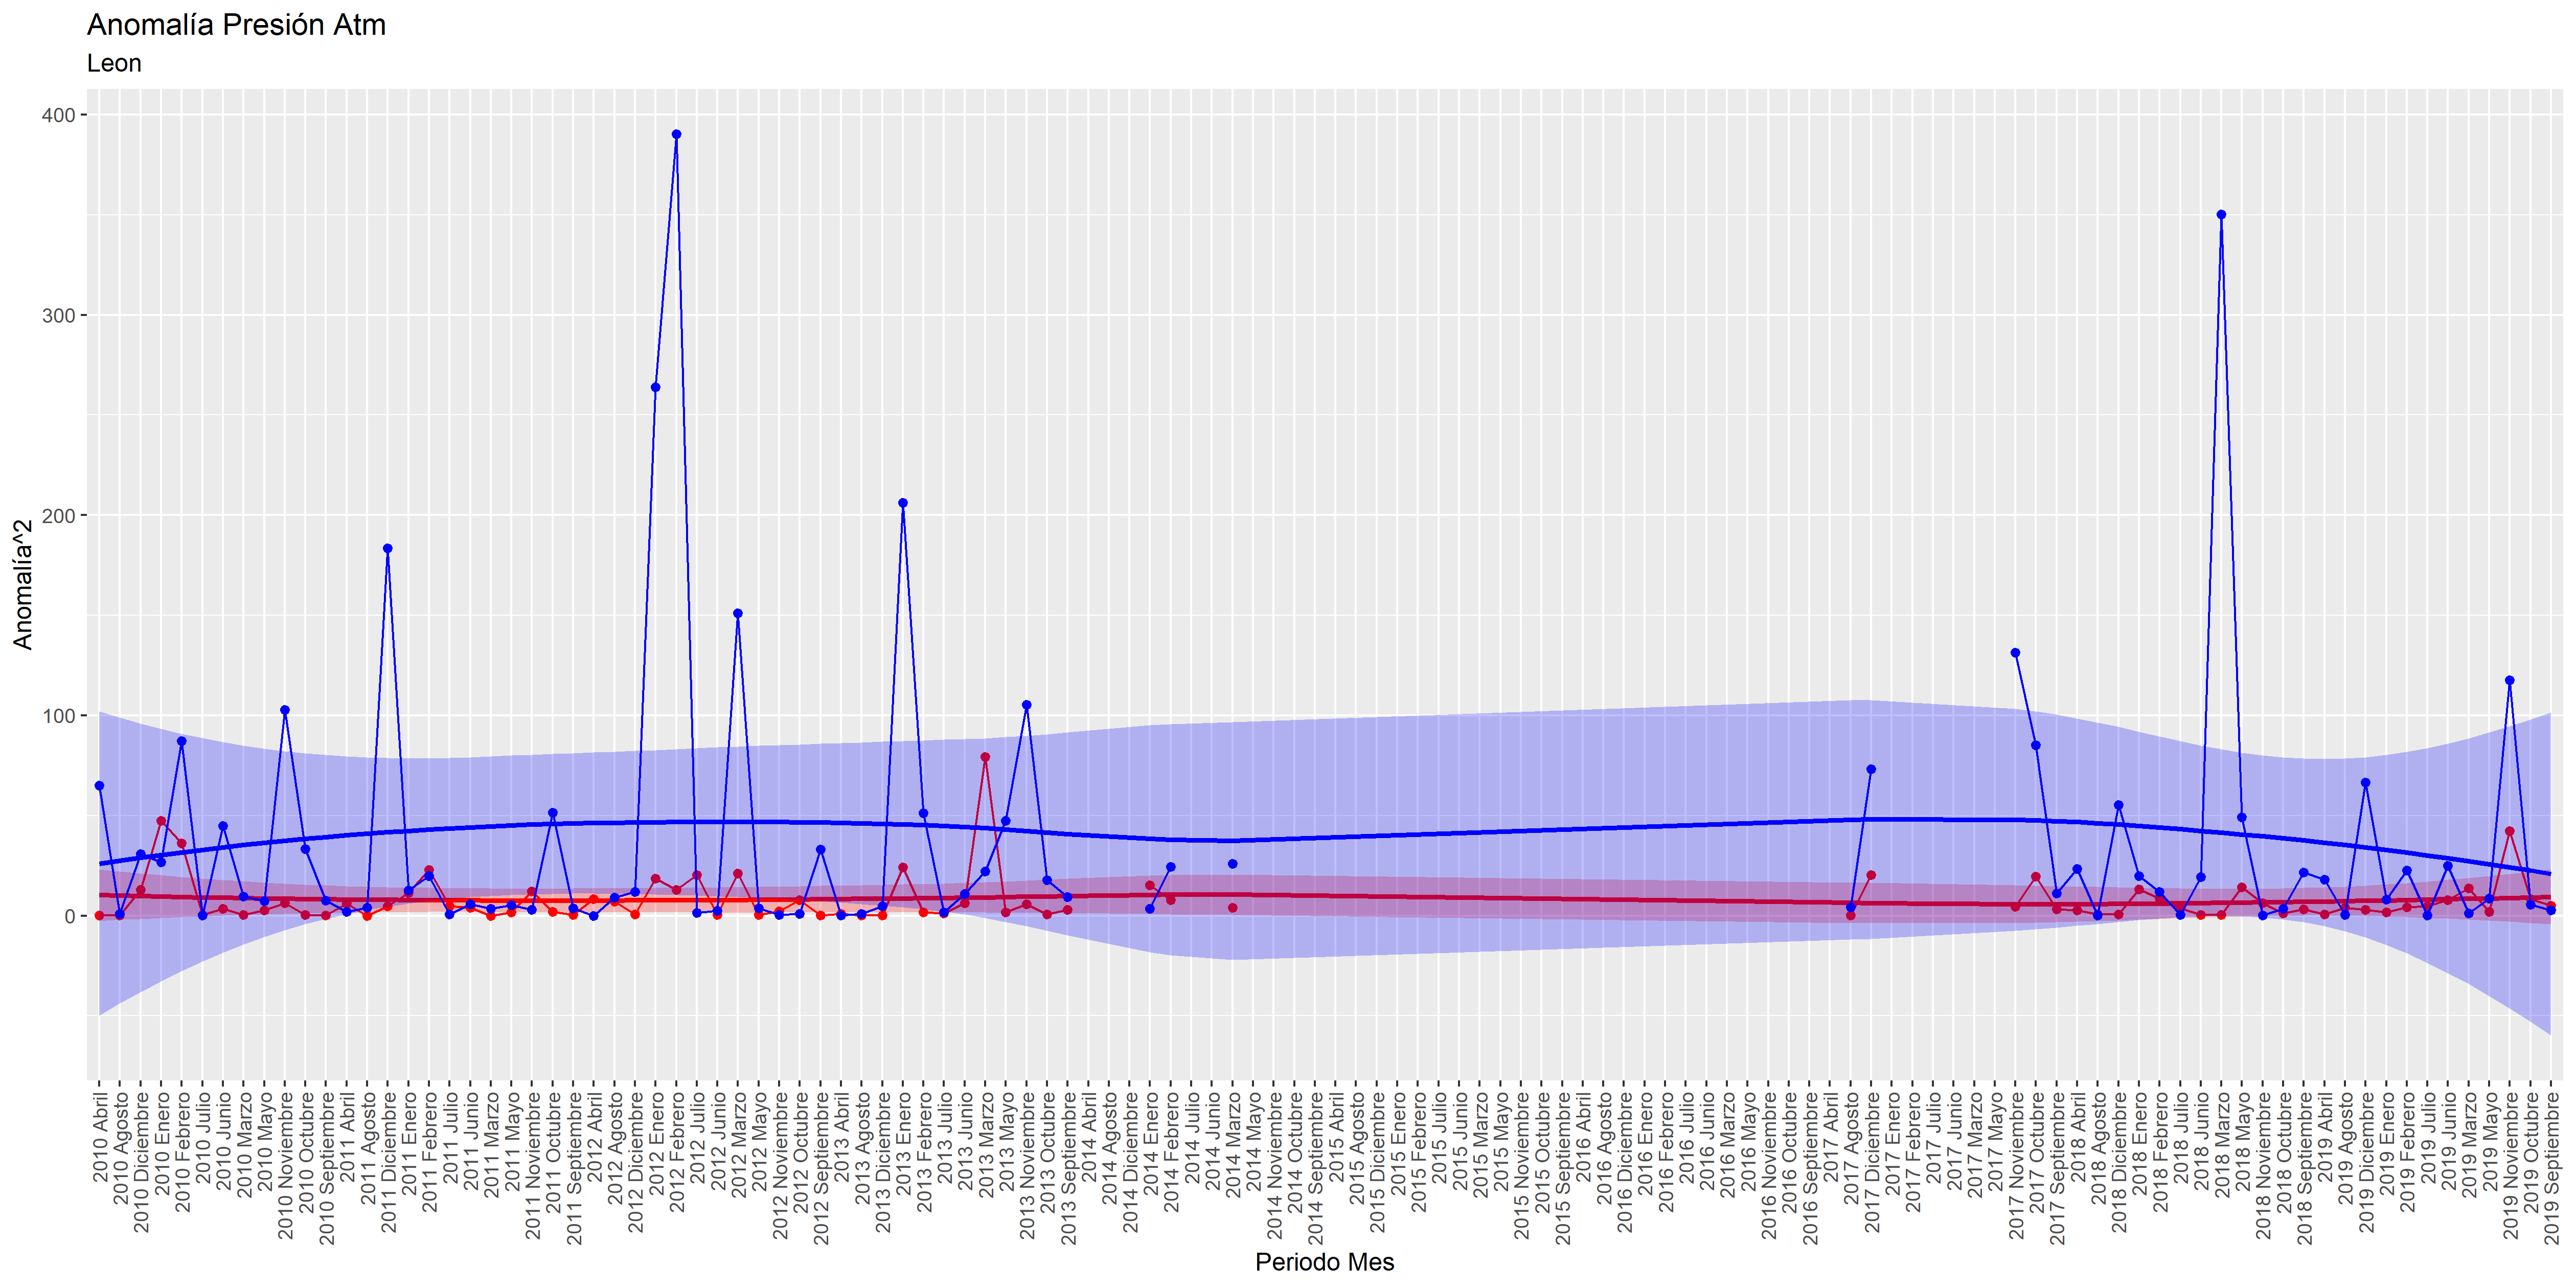 Anomalía Presión Atm
Leon
Anomalía^2
400
300
200
100
0
2010 Abril
2010 Agosto
2010 Diciembre
2010 Enero
2010 Febrero
2010 Julio
2010 Junio
2010 Marzo
2010 Mayo
2010 Noviembre
2010 Octubre
2010 Septiembre
2011 Abril
2011 Agosto
2011 Diciembre
2011 Enero
2011 Febrero
2011 Julio
2011 Junio
2011 Marzo
2011 Mayo
2011 Noviembre
2011 Octubre
2011 Septiembre
2012 Abril
2012 Agosto
2012 Diciembre
2012 Enero
2012 Febrero
2012 Julio
2012 Junio
2012 Marzo
2012 Mayo
2012 Noviembre
2012 Octubre
2012 Septiembre
2013 Abril
2013 Agosto
2013 Diciembre
2013 Enero
2013 Febrero
2013 Julio
2013 Junio
2013 Marzo
2013 Mayo
2013 Noviembre
2013 Octubre
2013 Septiembre
2014 Abril
2014 Agosto
2014 Diciembre
2014 Enero
2014 Febrero
2014 Julio
2014 Junio
2014 Marzo
2014 Mayo
2014 Noviembre
2014 Octubre
2014 Septiembre
2015 Abril
2015 Agosto
2015 Diciembre
2015 Enero
2015 Febrero
2015 Julio
2015 Junio
2015 Marzo
2015 Mayo
2015 Noviembre
2015 Octubre
2015 Septiembre
2016 Abril
2016 Agosto
2016 Diciembre
2016 Enero
2016 Febrero
2016 Julio
2016 Junio
2016 Marzo
2016 Mayo
2016 Noviembre
2016 Octubre
2016 Septiembre
2017 Abril
2017 Agosto
2017 Diciembre
2017 Enero
2017 Febrero
2017 Julio
2017 Junio
2017 Marzo
2017 Mayo
2017 Noviembre
2017 Octubre
2017 Septiembre
2018 Abril
2018 Agosto
2018 Diciembre
2018 Enero
2018 Febrero
2018 Julio
2018 Junio
2018 Marzo
2018 Mayo
2018 Noviembre
2018 Octubre
2018 Septiembre
2019 Abril
2019 Agosto
2019 Diciembre
2019 Enero
2019 Febrero
2019 Julio
2019 Junio
2019 Marzo
2019 Mayo
2019 Noviembre
2019 Octubre
2019 Septiembre
Periodo Mes